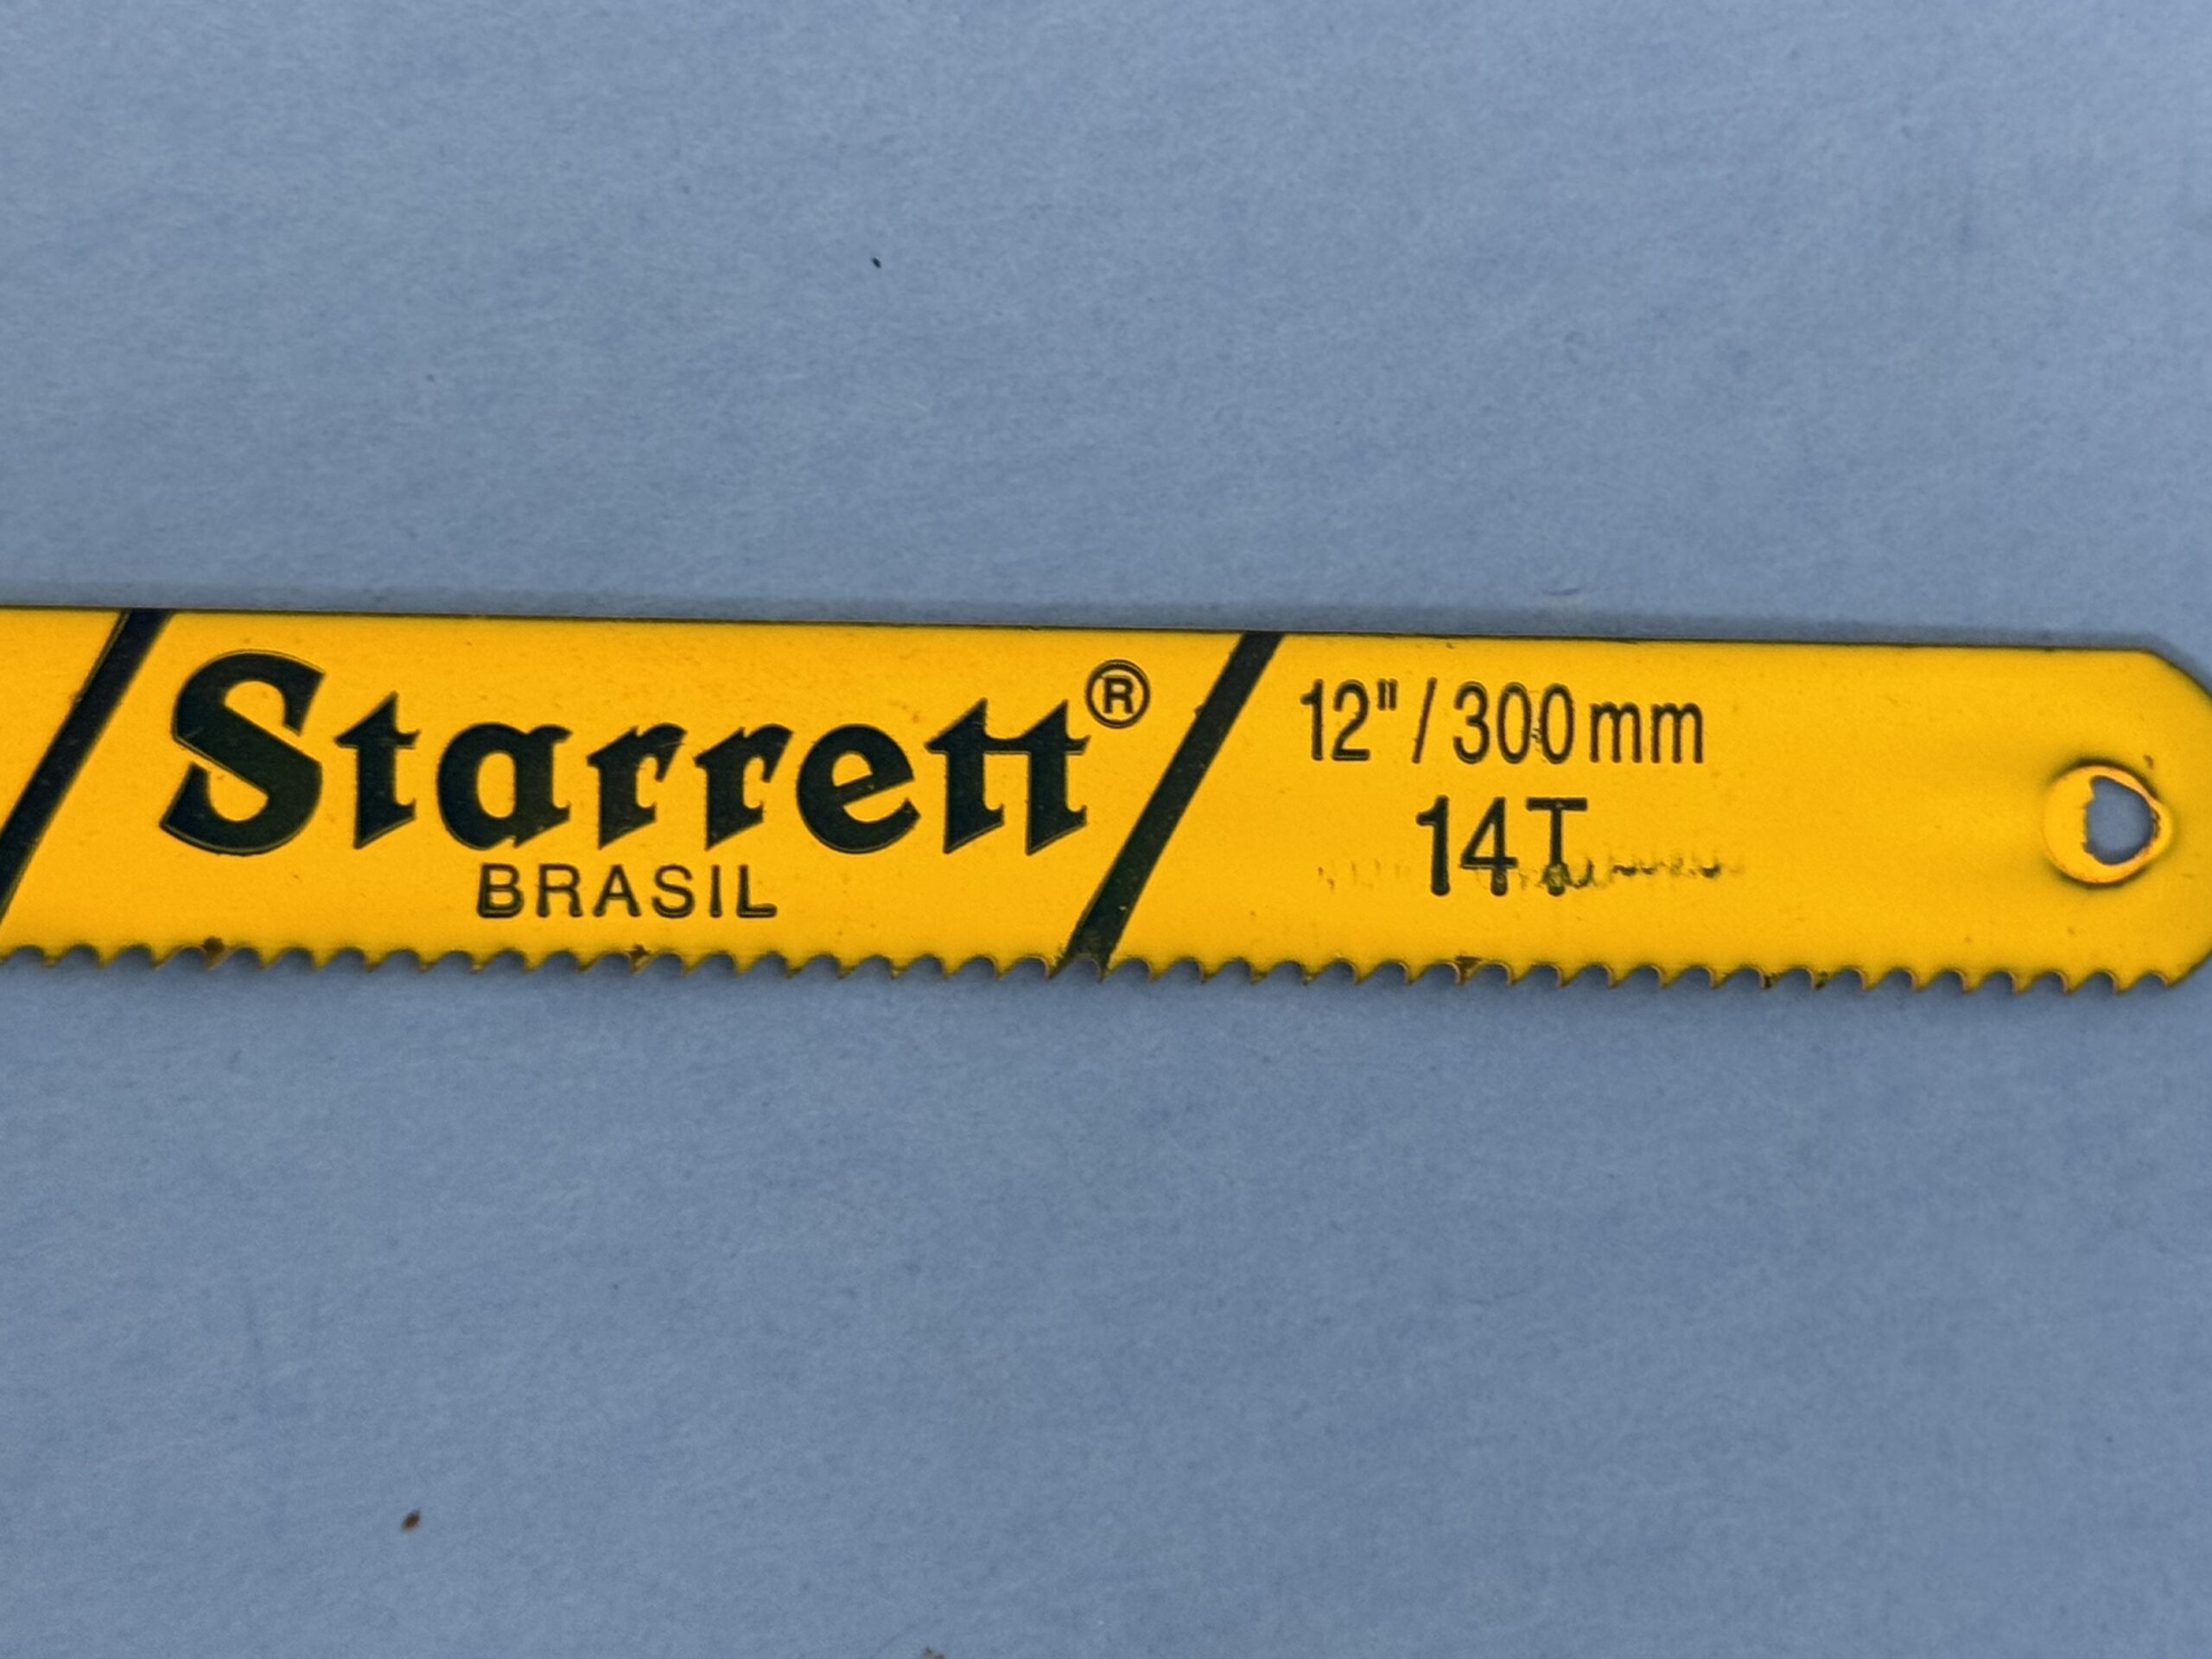 Starrett®
BRASIL
12"/300mm
14T